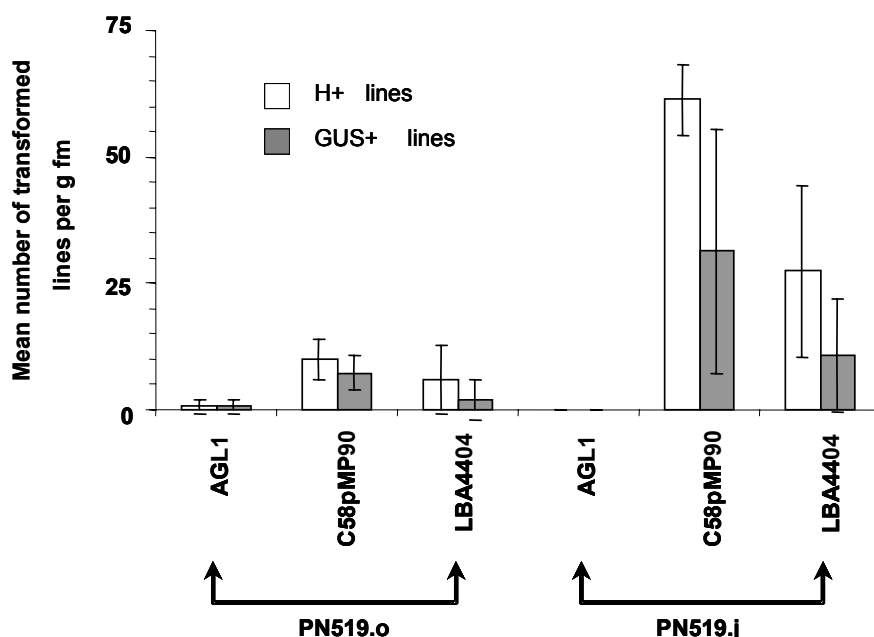 Mean number of transformed
lines per g fm
75
50
25
0
H+ lines
GUS+ lines
AGL1
C58pMP90
LBA4404
AGL1
C58pMP90
LBA4404
PN519.o
PN519.i